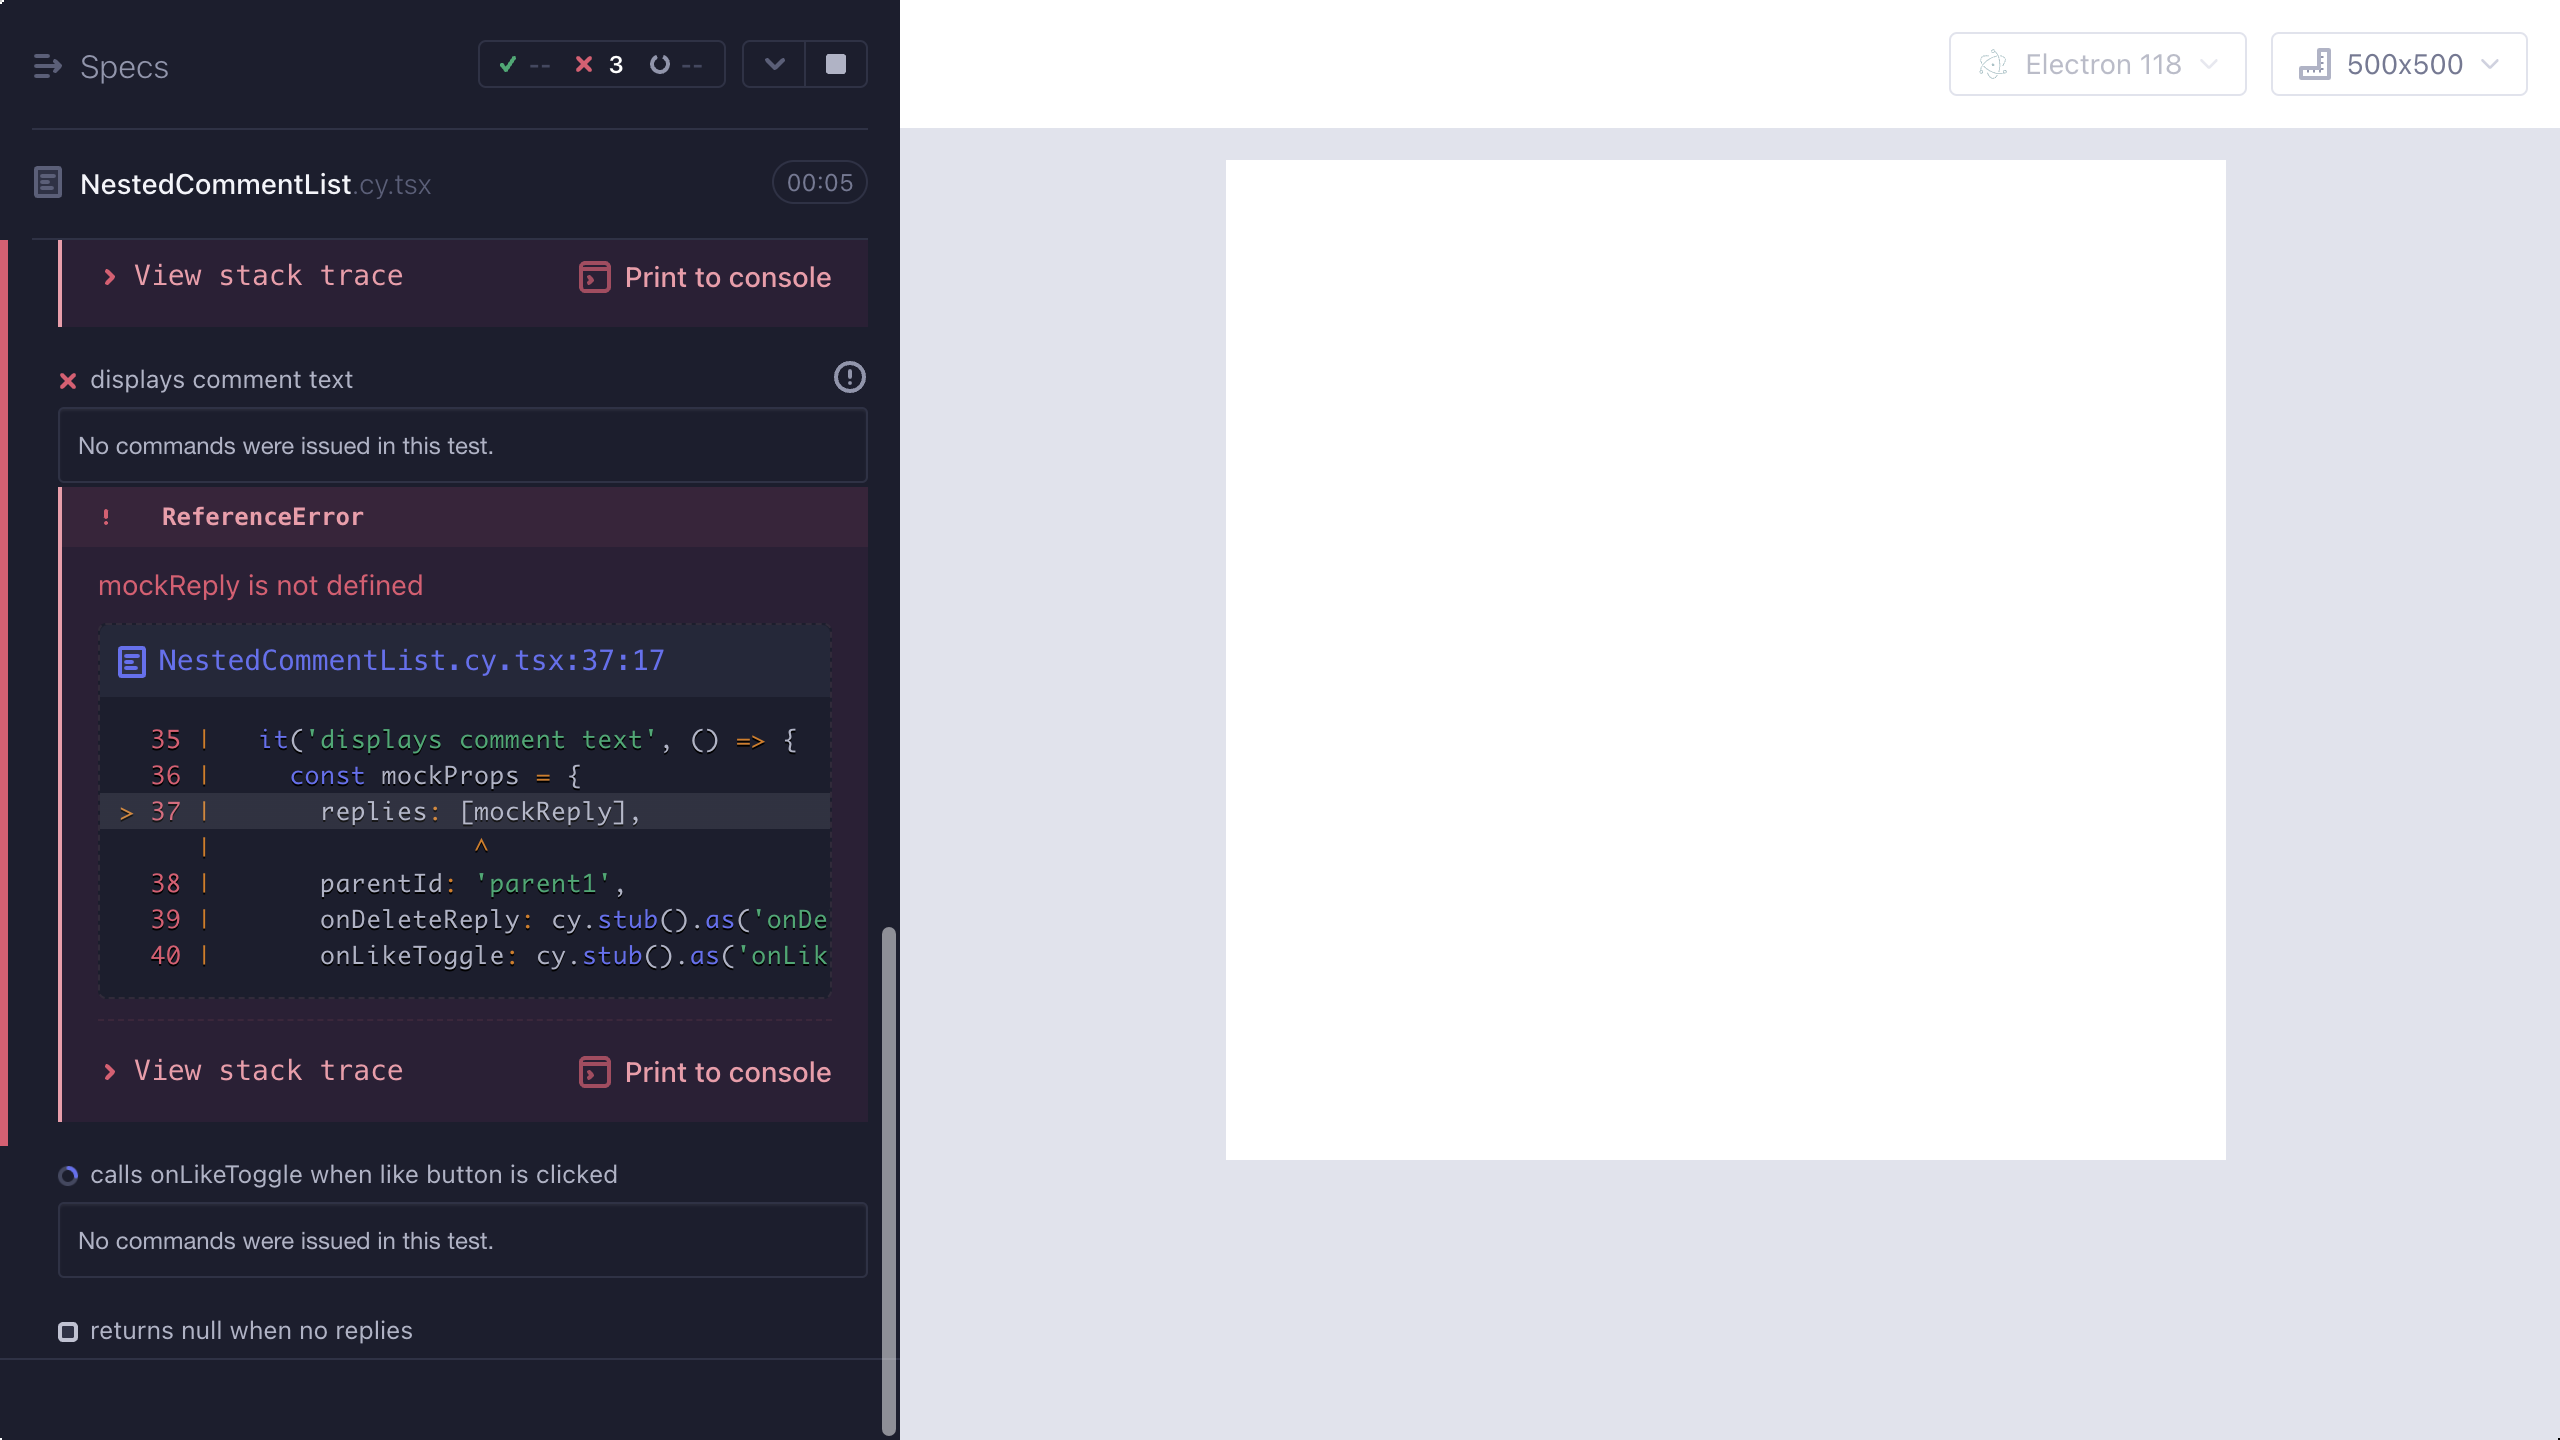 Specs
-- 3 --
NestedCommentList.cy.tsx 00:05
View stack trace Print to console
displays comment text
No commands were issued in this test.
! ReferenceError
mockReply is not defined
NestedCommentList.cy.tsx:37:17
35 | it('displays comment text', () => {
36 | const mockProps = {
> 37 | replies: [mockReply],
| ^
38 | parentId: 'parent1',
39 | onDeleteReply: cy.stub().as('onDe
40 | onLikeToggle: cy.stub().as('onLik
View stack trace Print to console
calls onLikeToggle when like button is clicked
No commands were issued in this test.
returns null when no replies
Electron 118
500x500